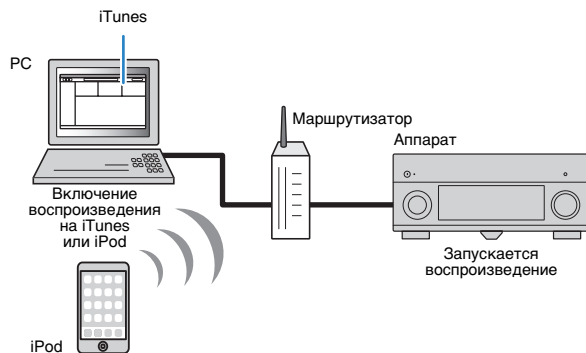 iTunes
PC
Маршрутизатор
Аппарат
Включение
воспроизведения
на iTunes
или iPod
Запускается
воспроизведение
iPod